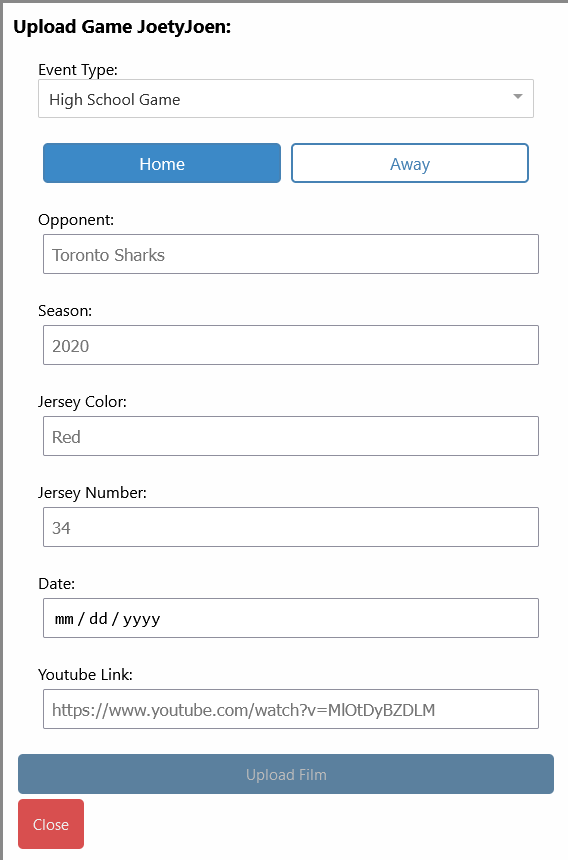 Upload Game JoetyJoen:
Event Type:
High School Game
Home Away
Opponent:
Toronto Sharks
Season:
2020
Jersey Color:
Red
Jersey Number:
34
Date:
mm / dd / yyyy
Youtube Link:
https://www.youtube.com/watch?v=MlOtDyBZDLM
Upload Film
Close